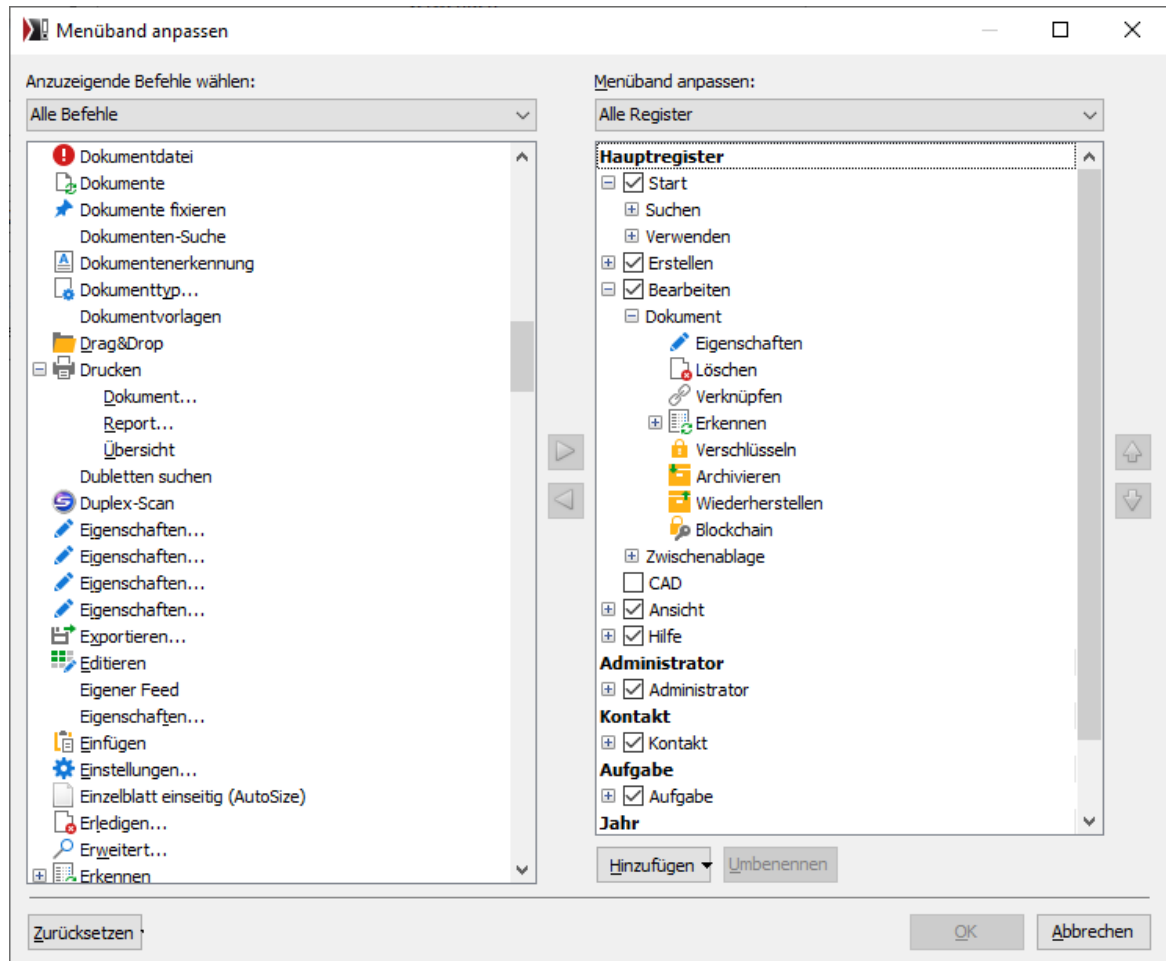 Menüband anpassen
Anzuzeigende Befehle wählen:
Alle Befehle
Dokumentdatei
Dokumente
Dokumente fixieren
Dokumenten-Suche
Dokumentenerkennung
Dokumenttyp...
Dokumentvorlagen
Drag&Drop
Drucken
Dokument...
Report...
Übersicht
Dubletten suchen
Duplex-Scan
Eigenschaften...
Eigenschaften...
Eigenschaften...
Eigenschaften...
Exportieren...
Editieren
Eigener Feed
Eigenschaften...
Einfügen
Einstellungen...
Einzelblatt einseitig (AutoSize)
Erledigen...
Erweitert...
Erkennen
Menüband anpassen:
Alle Register
Hauptregister
Start
Suchen
Verwenden
Erstellen
Bearbeiten
Dokument
Eigenschaften
Löschen
Verknüpfen
Erkennen
Verschlüsseln
Archivieren
Wiederherstellen
Blockchain
Zwischenablage
CAD
Ansicht
Hilfe
Administrator
Administrator
Kontakt
Kontakt
Aufgabe
Aufgabe
Jahr
Hinzufügen
Umbenennen
Zurücksetzen
OK
Abbrechen